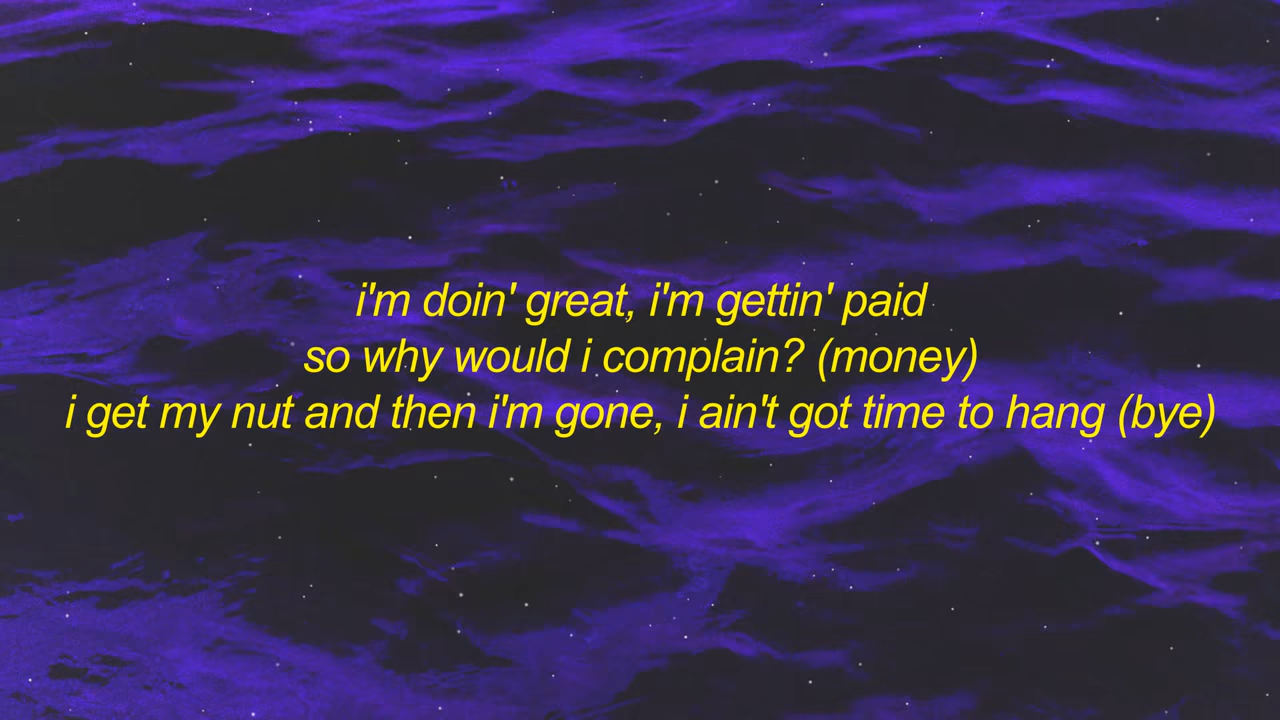 i'm doin' great, i'm gettin' paid
so why would i complain? (money)
i get my nut and then i'm gone, i ain't got time to hang (bye)